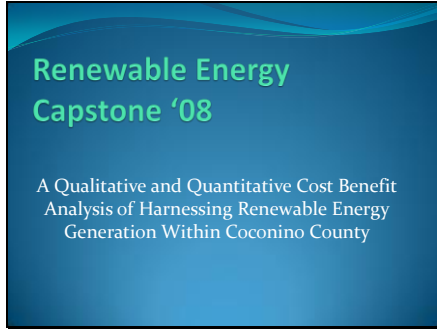 Renewable Energy
Capstone ‘08
A Qualitative and Quantitative Cost Benefit
Analysis of Harnessing Renewable Energy
Generation Within Coconino County